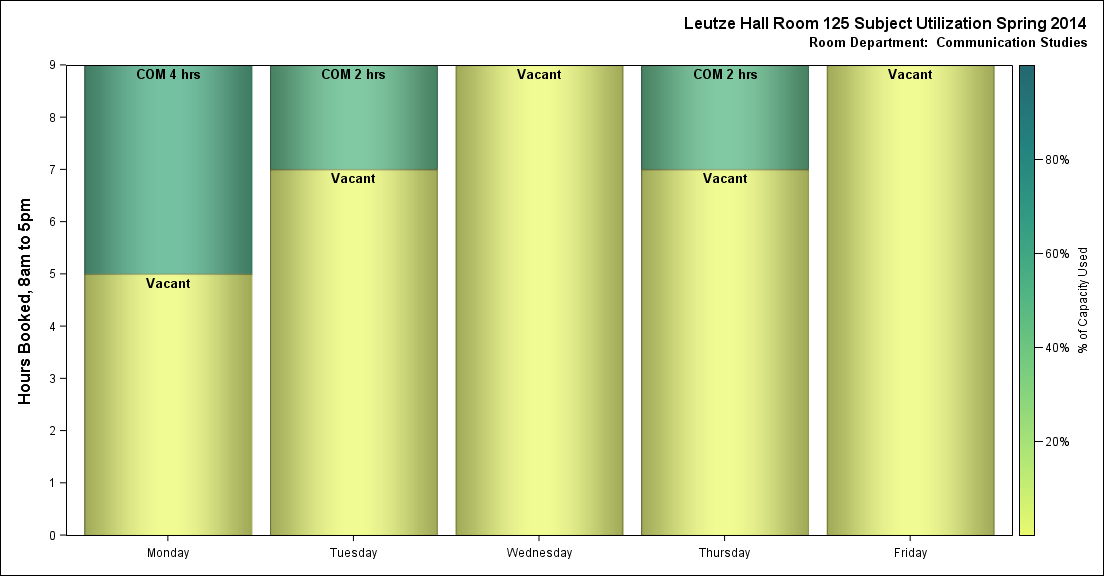 Leutze Hall Room 125 Subject Utilization Spring 2014
Room Department:  Communication Studies
Hours Booked, 8am to 5pm
9
8
7
6
5
4
3
2
1
0
COM 4 hrs
Vacant
COM 2 hrs
Vacant
Vacant
COM 2 hrs
Vacant
Vacant
Monday
Tuesday
Wednesday
Thursday
Friday
80%
60%
40%
20%
% of Capacity Used